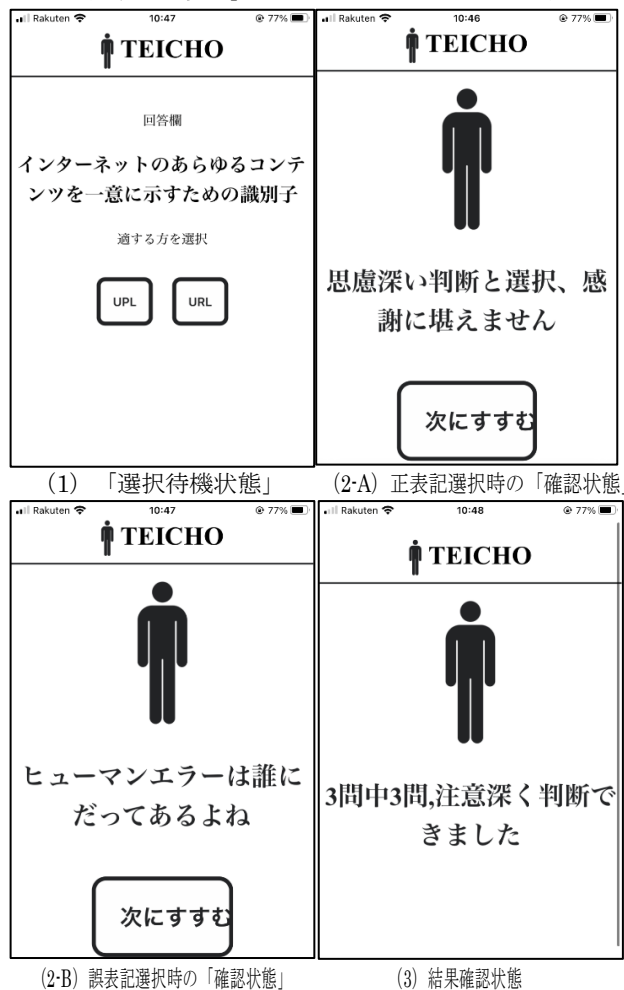 Rakuten 10:47 77%
TEICHO
回答欄
インターネットのあらゆるコンテ
ンツを一意に示すための識別子
適する方を選択
UPL URL
(1) 「選択待機状態」
Rakuten 10:46 77%
TEICHO
思慮深い判断と選択、感
謝に堪えません
次にすすむ
(2-A) 正表記選択時の「確認状態」
Rakuten 10:47 77%
TEICHO
ヒューマンエラーは誰に
だってあるよね
次にすすむ
(2-B) 誤表記選択時の「確認状態」
Rakuten 10:48 77%
TEICHO
3問中3問,注意深く判断で
きました
(3) 結果確認状態